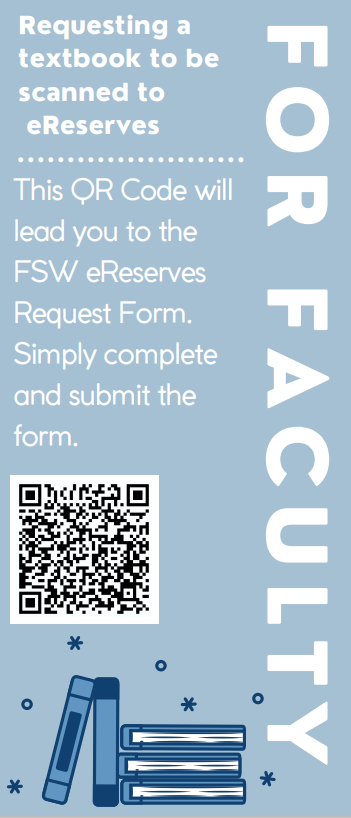 Requesting a
textbook to be
scanned to
eReserves
This QR Code will
lead you to the
FSW eReserves
Request Form.
Simply complete
and submit the
form.
FOR FACULTY